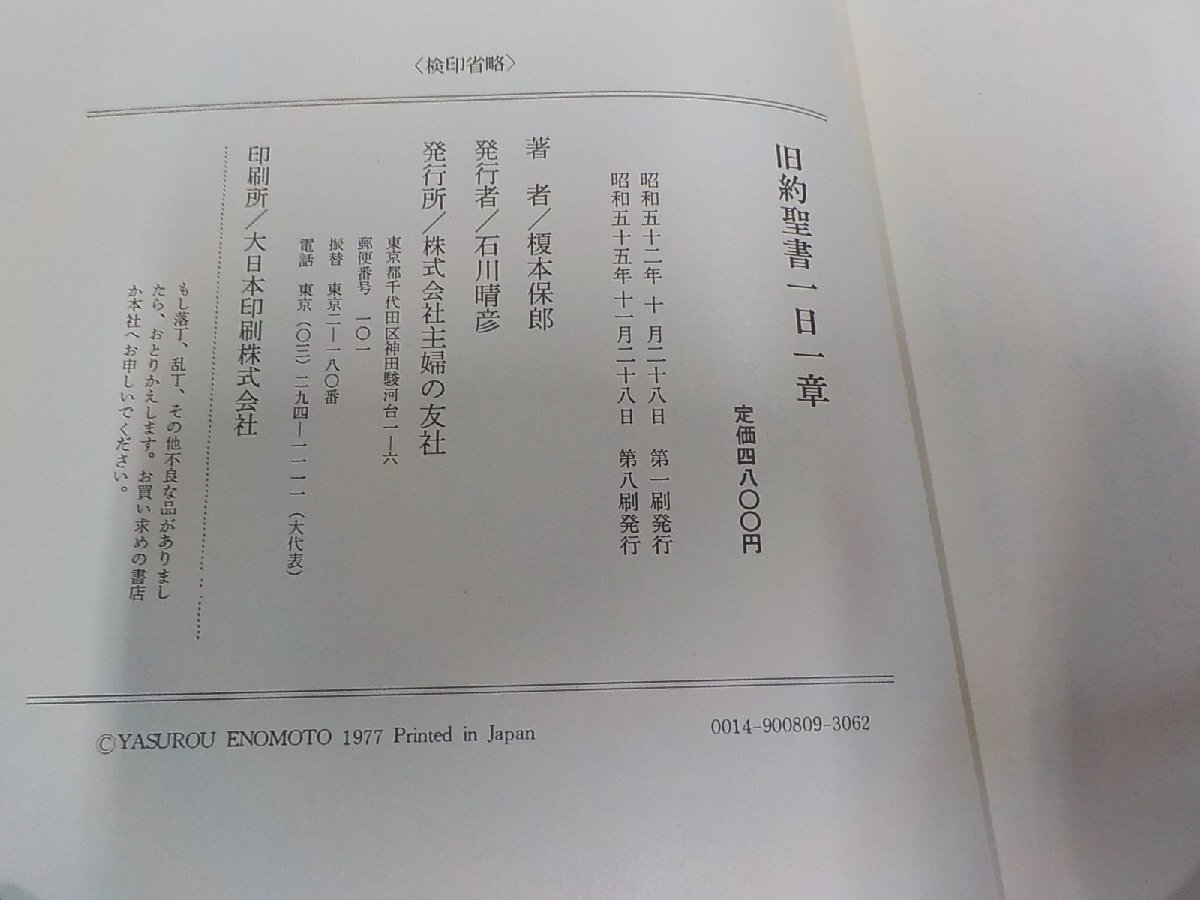 〈検印省略〉
旧約聖書一日一章
定価四八〇〇円
昭和五十二年 十 月二十八日 第一刷発行
昭和五十五年十一月二十八日 第八刷発行
著 者/榎本保郎
発行者/石川晴彦
発行所/株式会社主婦の友社
東京都千代田区神田駿河台一―六
郵便番号 一〇一
振替 東京二―一八〇番
電話 東京(〇三)二九四―一一一一(大代表)
印刷所/大日本印刷株式会社
もし落丁、乱丁、その他不良な品がありまし
たら、おとりかえします。お買い求めの書店
か本社へお申しいでください。
©YASUROU ENOMOTO 1977 Printed in Japan
0014-900809-3062